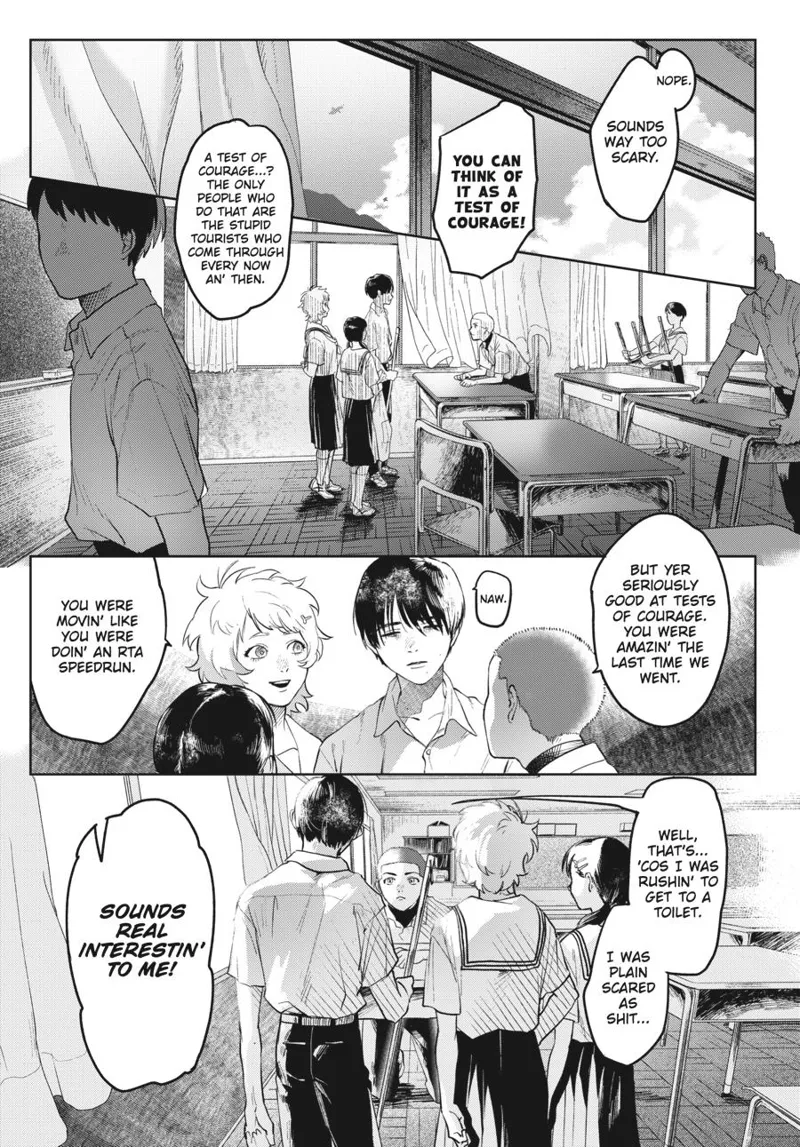 NOPE.
SOUNDS
WAY TOO
SCARY.
YOU CAN
THINK OF
IT AS A
TEST OF
COURAGE!
A TEST OF
COURAGE...?
THE ONLY
PEOPLE WHO
DO THAT ARE
THE STUPID
TOURISTS WHO
COME THROUGH
EVERY NOW
AN' THEN.
BUT YER
SERIOUSLY
GOOD AT TESTS
OF COURAGE.
YOU WERE
AMAZIN' THE
LAST TIME WE
WENT.
NAW.
YOU WERE
MOVIN' LIKE
YOU WERE
DOIN' AN RTA
SPEEDRUN.
WELL,
THAT'S...
'COS I WAS
RUSHIN' TO
GET TO A
TOILET.
I WAS
PLAIN
SCARED
AS
SHIT...
SOUNDS
REAL
INTERESTIN'
TO ME!